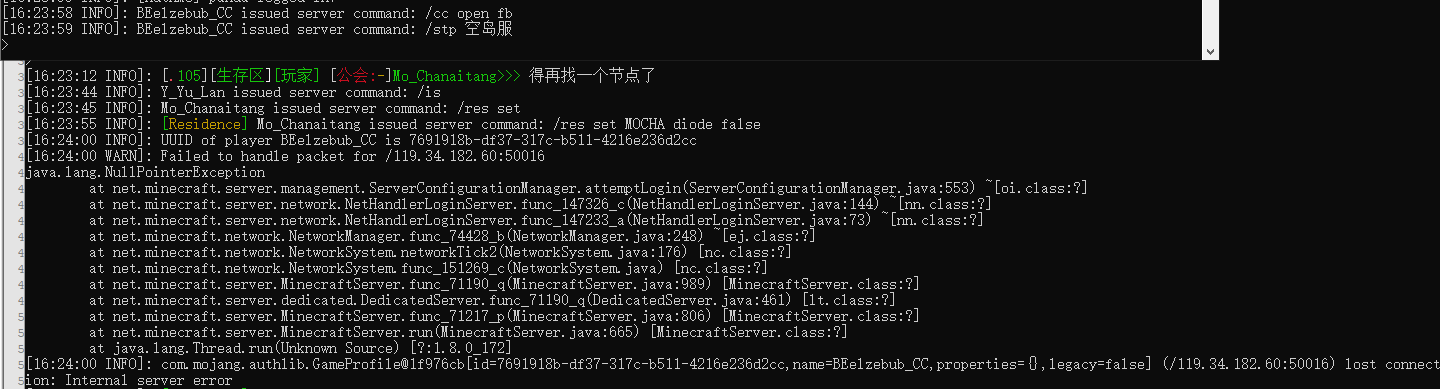 [16:23:58 INFO]: BEelzebub_CC issued server command: /cc open fb
[16:23:59 INFO]: BEelzebub_CC issued server command: /stp 空岛服
>
[16:23:12 INFO]: [.105][生存区][玩家] [公会:-]Mo_Chanaitang>>> 得再找一个节点了
[16:23:44 INFO]: Y_Yu_Lan issued server command: /is
[16:23:45 INFO]: Mo_Chanaitang issued server command: /res set
[16:23:55 INFO]: [Residence] Mo_Chanaitang issued server command: /res set MOCHA diode false
[16:24:00 INFO]: UUID of player BEelzebub_CC is 7691918b-df37-317c-b511-4216e236d2cc
[16:24:00 WARN]: Failed to handle packet for /119.34.182.60:50016
java.lang.NullPointerException
at net.minecraft.server.management.ServerConfigurationManager.attemptLogin(ServerConfigurationManager.java:553) ~[oi.class:?]
at net.minecraft.server.network.NetHandlerLoginServer.func_147326_c(NetHandlerLoginServer.java:144) ~[nn.class:?]
at net.minecraft.server.network.NetHandlerLoginServer.func_147233_a(NetHandlerLoginServer.java:73) ~[nn.class:?]
at net.minecraft.network.NetworkManager.func_74428_b(NetworkManager.java:248) ~[ej.class:?]
at net.minecraft.network.NetworkSystem.networkTick2(NetworkSystem.java:176) [nc.class:?]
at net.minecraft.network.NetworkSystem.func_151269_c(NetworkSystem.java) [nc.class:?]
at net.minecraft.server.MinecraftServer.func_71190_q(MinecraftServer.java:989) [MinecraftServer.class:?]
at net.minecraft.server.dedicated.DedicatedServer.func_71190_q(DedicatedServer.java:461) [lt.class:?]
at net.minecraft.server.MinecraftServer.func_71217_p(MinecraftServer.java:806) [MinecraftServer.class:?]
at net.minecraft.server.MinecraftServer.run(MinecraftServer.java:665) [MinecraftServer.class:?]
at java.lang.Thread.run(Unknown Source) [?:1.8.0_172]
[16:24:00 INFO]: com.mojang.authlib.GameProfile@1f976cb[id=7691918b-df37-317c-b511-4216e236d2cc,name=BEelzebub_CC,properties={},legacy=false] (/119.34.182.60:50016) lost connect
ion: Internal server error